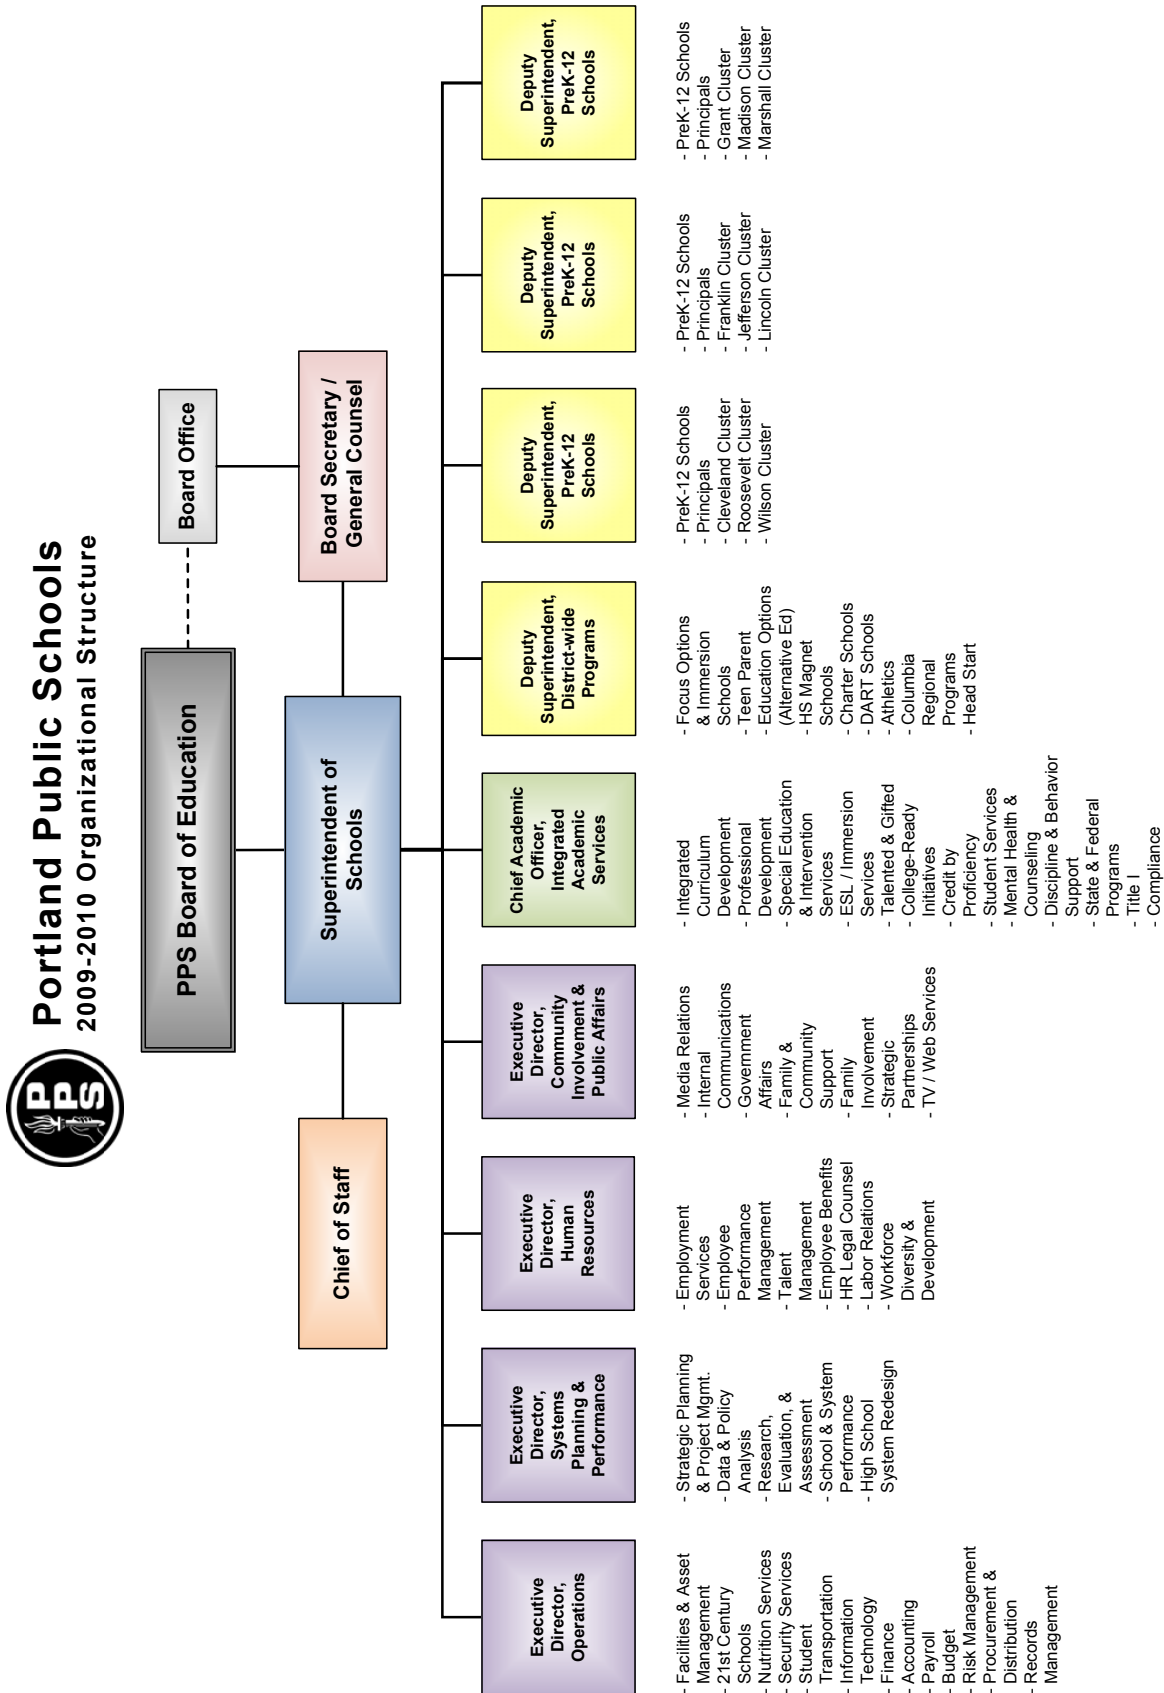 PPS
Portland Public Schools
2009-2010 Organizational Structure
PPS Board of Education
Board Office
Chief of Staff
Superintendent of
Schools
Board Secretary /
General Counsel
Executive
Director,
Operations
- Facilities & Asset
Management
- 21st Century
Schools
- Nutrition Services
- Security Services
- Student
Transportation
- Information
Technology
- Finance
- Accounting
- Payroll
- Budget
- Risk Management
- Procurement &
Distribution
- Records
Management
Executive
Director,
Systems
Planning &
Performance
- Strategic Planning
& Project Mgmt.
- Data & Policy
Analysis
- Research,
Evaluation, &
Assessment
- School & System
Performance
- High School
System Redesign
Executive
Director,
Human
Resources
- Employment
Services
- Employee
Performance
Management
- Talent
Management
- Employee Benefits
- HR Legal Counsel
- Labor Relations
- Workforce
Diversity &
Development
Executive
Director,
Community
Involvement &
Public Affairs
- Media Relations
- Internal
Communications
- Government
Affairs
- Family &
Community
Support
- Family
Involvement
- Strategic
Partnerships
- TV / Web Services
Chief Academic
Officer,
Integrated
Academic
Services
- Integrated
Curriculum
Development
- Professional
Development
- Special Education
& Intervention
Services
- ESL / Immersion
Services
- Talented & Gifted
- College-Ready
Initiatives
- Credit by
Proficiency
- Student Services
- Mental Health &
Counseling
- Discipline & Behavior
Support
- State & Federal
Programs
- Title I
- Compliance
Deputy
Superintendent,
District-wide
Programs
- Focus Options
& Immersion
Schools
- Teen Parent
- Education Options
(Alternative Ed)
- HS Magnet
Schools
- Charter Schools
- DART Schools
- Athletics
- Columbia
Regional
Programs
- Head Start
Deputy
Superintendent,
PreK-12
Schools
- PreK-12 Schools
- Principals
- Cleveland Cluster
- Roosevelt Cluster
- Wilson Cluster
Deputy
Superintendent,
PreK-12
Schools
- PreK-12 Schools
- Principals
- Franklin Cluster
- Jefferson Cluster
- Lincoln Cluster
Deputy
Superintendent,
PreK-12
Schools
- PreK-12 Schools
- Principals
- Grant Cluster
- Madison Cluster
- Marshall Cluster